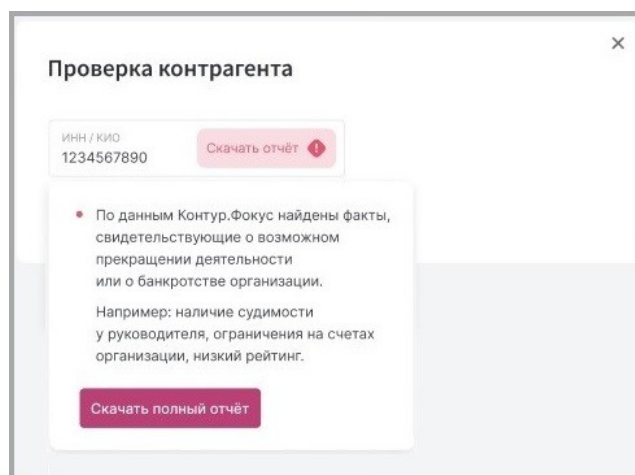 Проверка контрагента
ИНН / КИО
1234567890
Скачать отчёт
По данным Контур.Фокус найдены факты,
свидетельствующие о возможном
прекращении деятельности
или о банкротстве организации.
Например: наличие судимости
у руководителя, ограничения на счетах
организации, низкий рейтинг.
Скачать полный отчёт